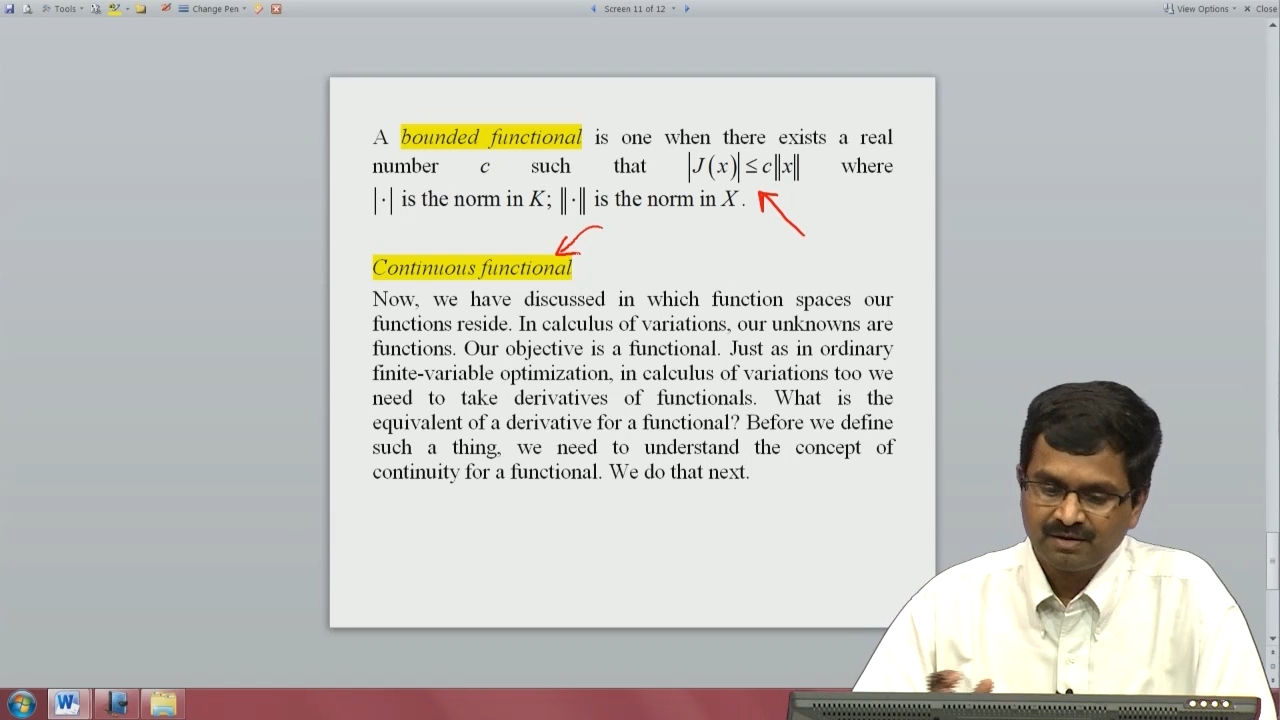 Tools Change Pen Screen 11 of 12 View Options Close
A bounded functional is one when there exists a real
number c such that |J(x)| ≤ c‖x‖ where
|·| is the norm in K; ‖·‖ is the norm in X.
Continuous functional
Now, we have discussed in which function spaces our
functions reside. In calculus of variations, our unknowns are
functions. Our objective is a functional. Just as in ordinary
finite-variable optimization, in calculus of variations too we
need to take derivatives of functionals. What is the
equivalent of a derivative for a functional? Before we define
such a thing, we need to understand the concept of
continuity for a functional. We do that next.